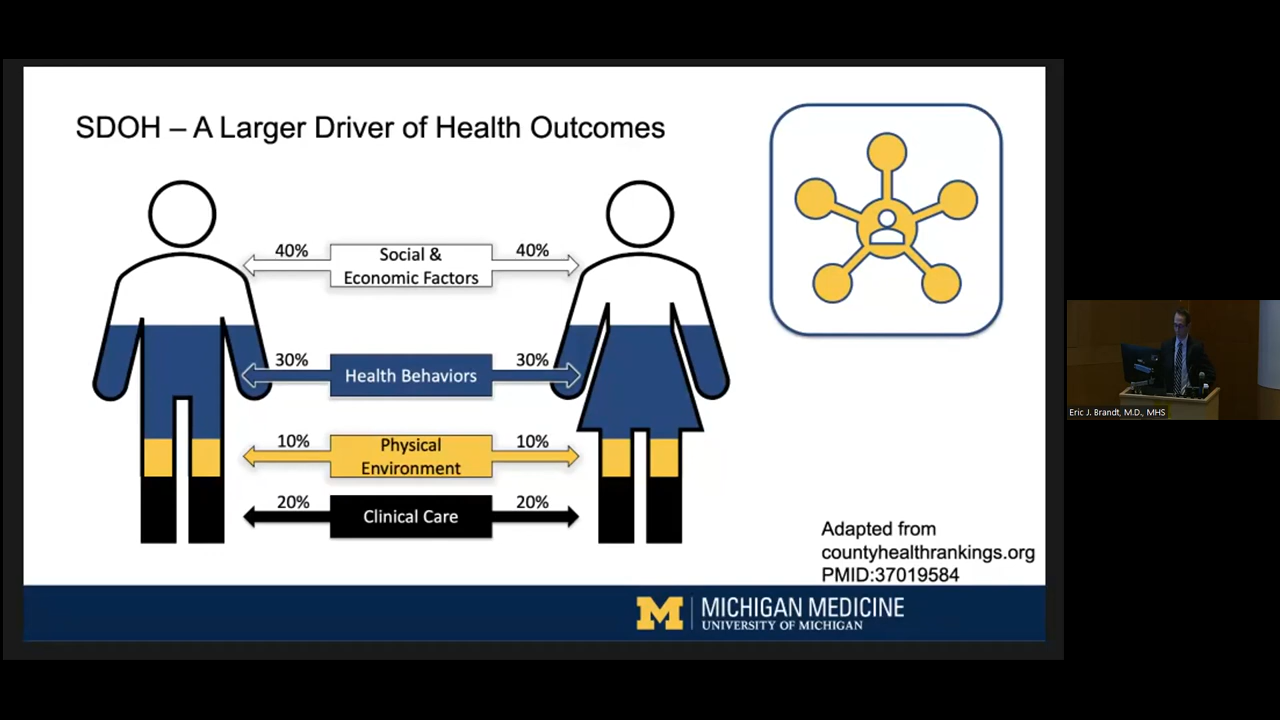 SDOH – A Larger Driver of Health Outcomes
40%
Social &
Economic Factors
40%
30%
Health Behaviors
30%
10%
Physical
Environment
10%
20%
Clinical Care
20%
Adapted from
countyhealthrankings.org
PMID:37019584
M
MICHIGAN MEDICINE
UNIVERSITY OF MICHIGAN
Eric J. Brandt, M.D., MHS